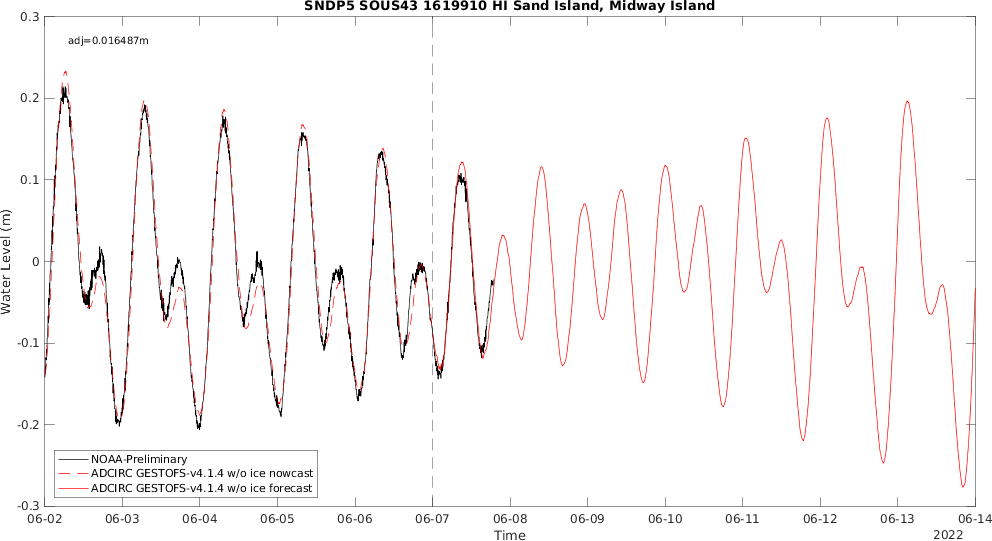 SNDP5 SOUS43 1619910 HI Sand Island, Midway Island
adj=0.016487m
0.3
0.2
0.1
0
-0.1
-0.2
-0.3
Water Level (m)
NOAA-Preliminary
ADCIRC GESTOFS-v4.1.4 w/o ice nowcast
ADCIRC GESTOFS-v4.1.4 w/o ice forecast
06-02 06-03 06-04 06-05 06-06 06-07 06-08 06-09 06-10 06-11 06-12 06-13 06-14
Time
2022